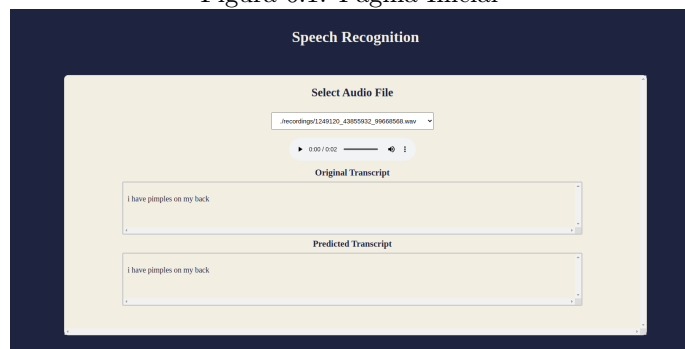 Figura 6.1: Página Inicial
Speech Recognition
Select Audio File
./recordings/1249120_43855932_99668568.wav
0:00 / 0:02
Original Transcript
i have pimples on my back
Predicted Transcript
i have pimples on my back